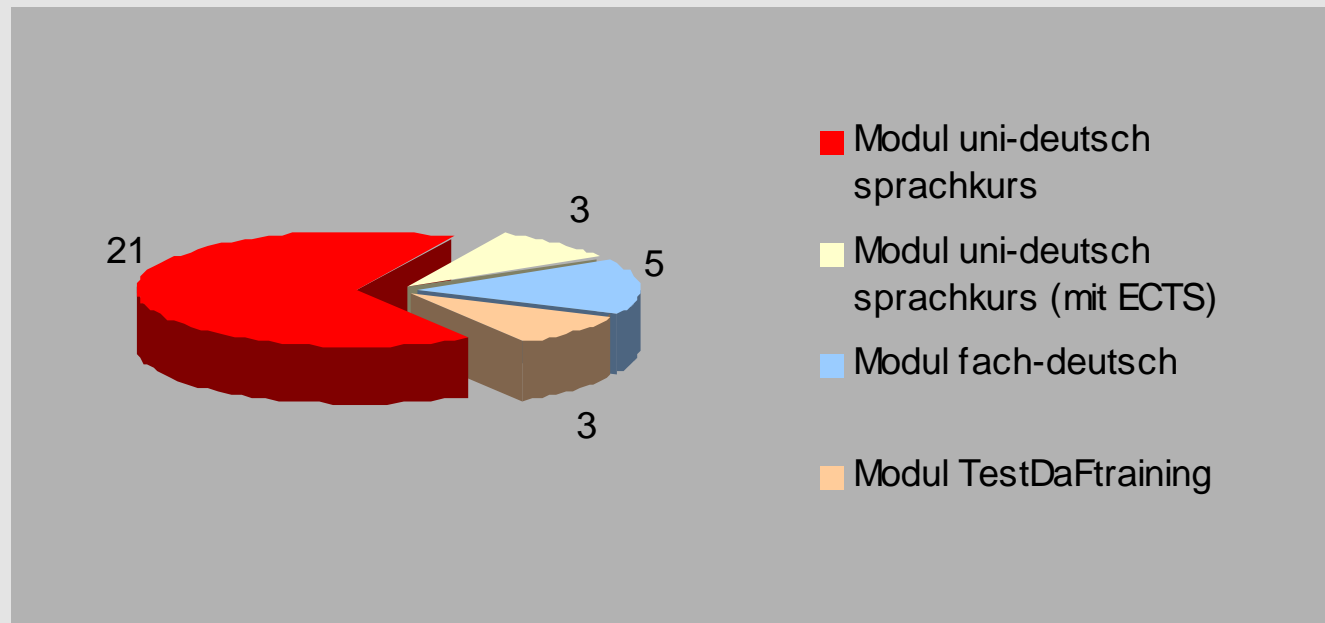 21
3
5
3
Modul uni-deutsch
sprachkurs
Modul uni-deutsch
sprachkurs (mit ECTS)
Modul fach-deutsch
Modul TestDaFtraining